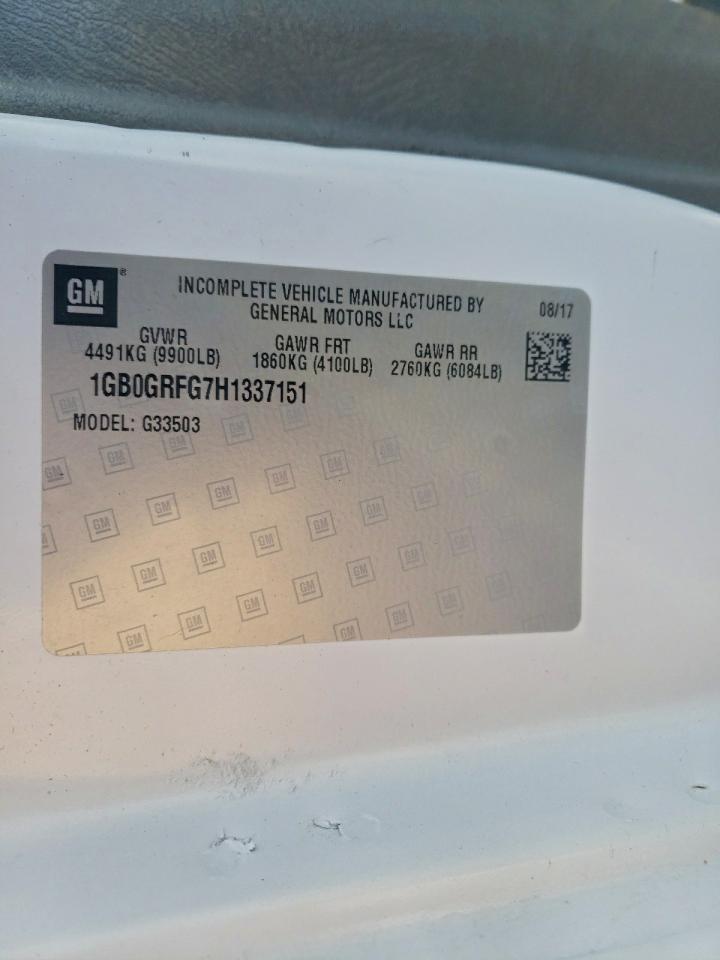 GM®
INCOMPLETE VEHICLE MANUFACTURED BY
GENERAL MOTORS LLC
08/17
GVWR
4491KG (9900LB)
GAWR FRT
1860KG (4100LB)
GAWR RR
2760KG (6084LB)
1GB0GRFG7H1337151
MODEL: G33503